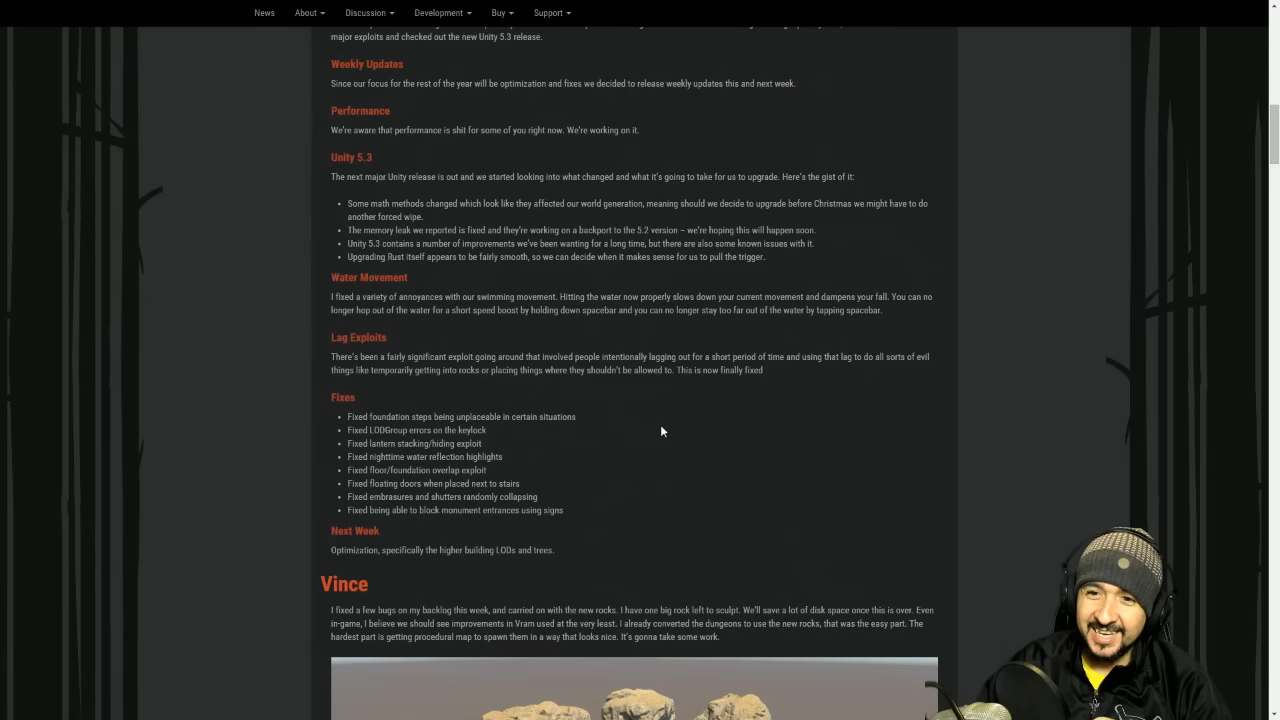 News About Discussion Development Buy Support
major exploits and checked out the new Unity 5.3 release.
Weekly Updates
Since our focus for the rest of the year will be optimization and fixes we decided to release weekly updates this and next week.
Performance
We're aware that performance is shit for some of you right now. We're working on it.
Unity 5.3
The next major Unity release is out and we started looking into what changed and what it's going to take for us to upgrade. Here's the gist of it:
• Some math methods changed which look like they affected our world generation, meaning should we decide to upgrade before Christmas we might have to do
another forced wipe.
• The memory leak we reported is fixed and they're working on a backport to the 5.2 version – we're hoping this will happen soon.
• Unity 5.3 contains a number of improvements we've been wanting for a long time, but there are also some known issues with it.
• Upgrading Rust itself appears to be fairly smooth, so we can decide when it makes sense for us to pull the trigger.
Water Movement
I fixed a variety of annoyances with our swimming movement. Hitting the water now properly slows down your current movement and dampens your fall. You can no
longer hop out of the water for a short speed boost by holding down spacebar and you can no longer stay too far out of the water by tapping spacebar.
Lag Exploits
There's been a fairly significant exploit going around that involved people intentionally lagging out for a short period of time and using that lag to do all sorts of evil
things like temporarily getting into rocks or placing things where they shouldn't be allowed to. This is now finally fixed
Fixes
• Fixed foundation steps being unplaceable in certain situations
• Fixed LODGroup errors on the keylock
• Fixed lantern stacking/hiding exploit
• Fixed nighttime water reflection highlights
• Fixed floor/foundation overlap exploit
• Fixed floating doors when placed next to stairs
• Fixed embrasures and shutters randomly collapsing
• Fixed being able to block monument entrances using signs
Next Week
Optimization, specifically the higher building LODs and trees.
Vince
I fixed a few bugs on my backlog this week, and carried on with the new rocks. I have one big rock left to sculpt. We'll save a lot of disk space once this is over. Even
in-game, I believe we should see improvements in Vram used at the very least. I already converted the dungeons to use the new rocks, that was the easy part. The
hardest part is getting procedural map to spawn them in a way that looks nice. It's gonna take some work.